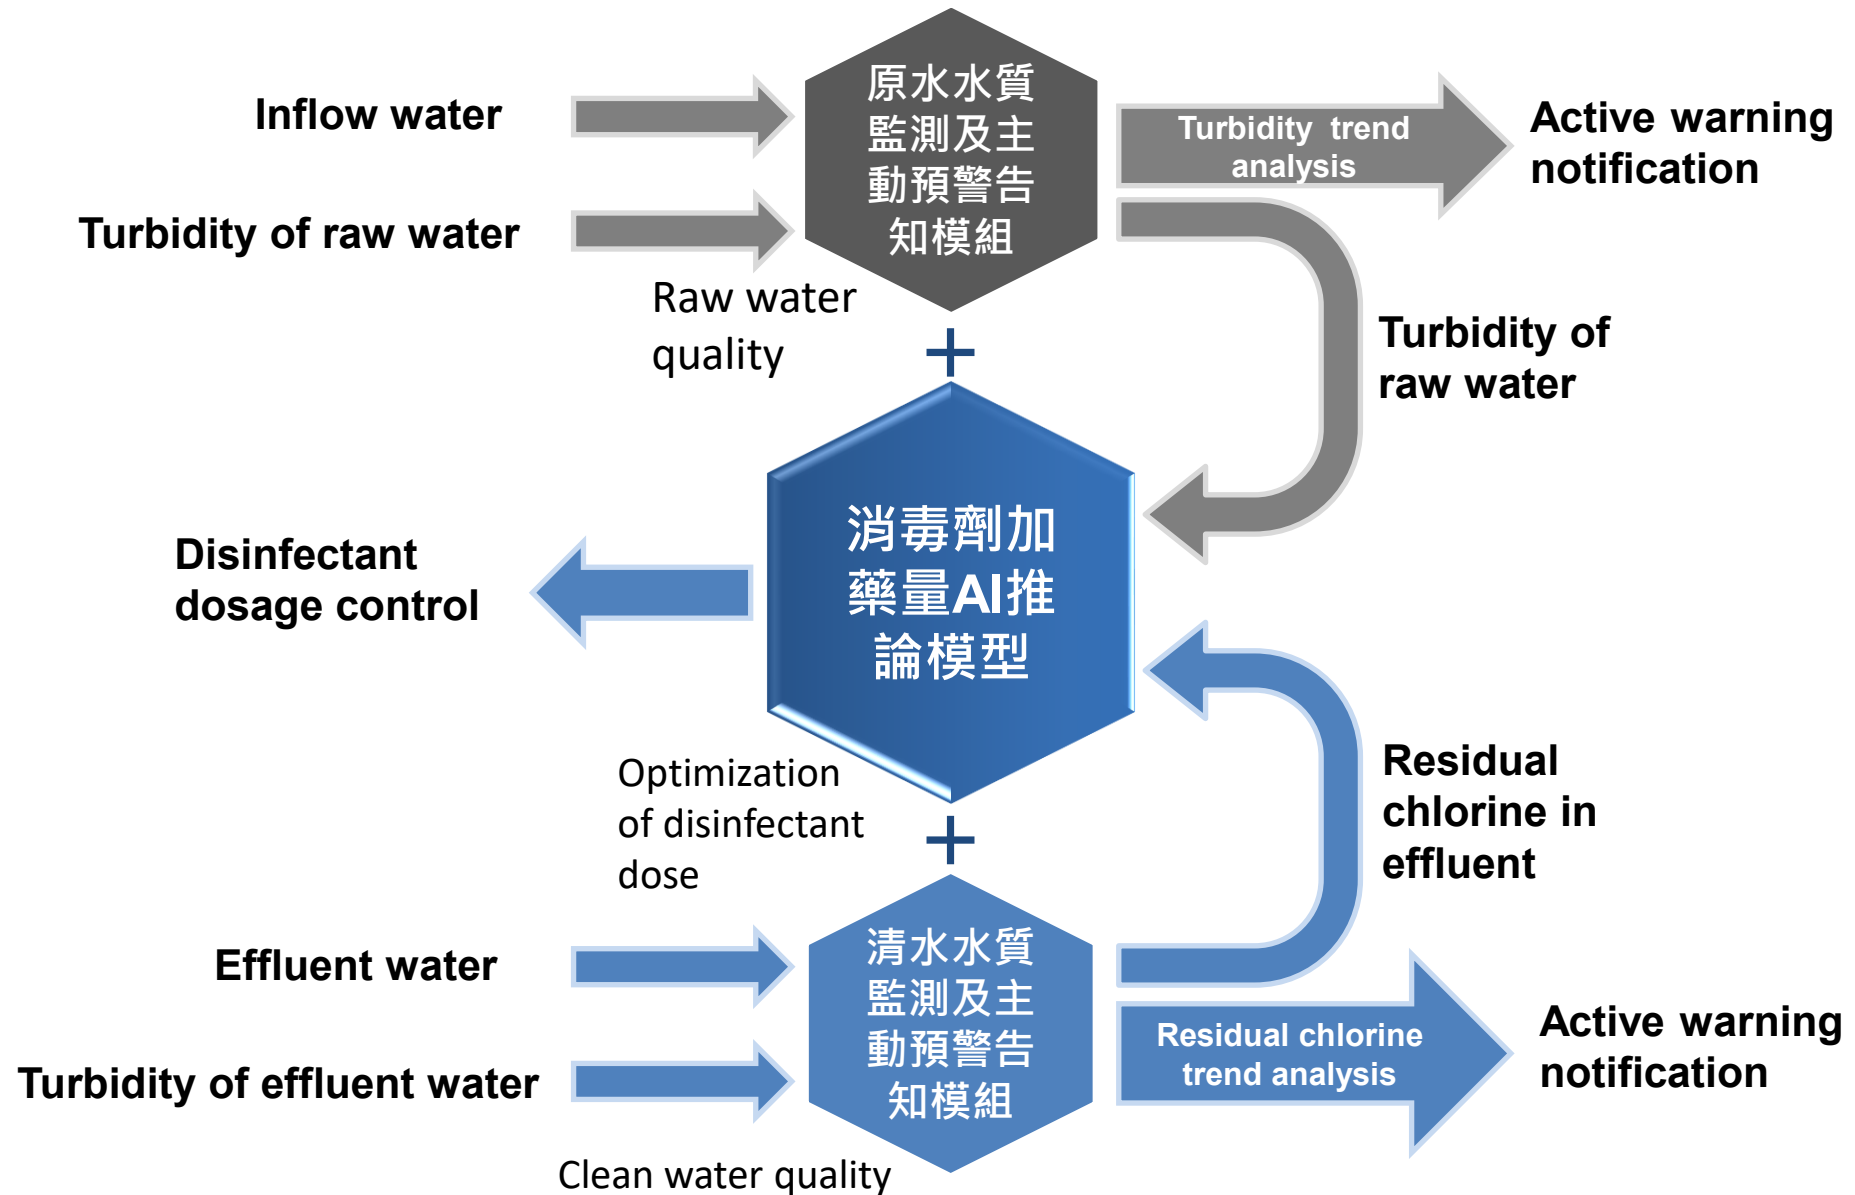 Inflow water
Turbidity of raw water
原水水質
監測及主
動預警告
知模組
Turbidity trend
analysis
Active warning
notification
Raw water
quality
+
Turbidity of
raw water
消毒劑加
藥量AI推
論模型
Disinfectant
dosage control
Optimization
of disinfectant
dose
+
Residual
chlorine in
effluent
Effluent water
Turbidity of effluent water
清水水質
監測及主
動預警告
知模組
Residual chlorine
trend analysis
Active warning
notification
Clean water quality